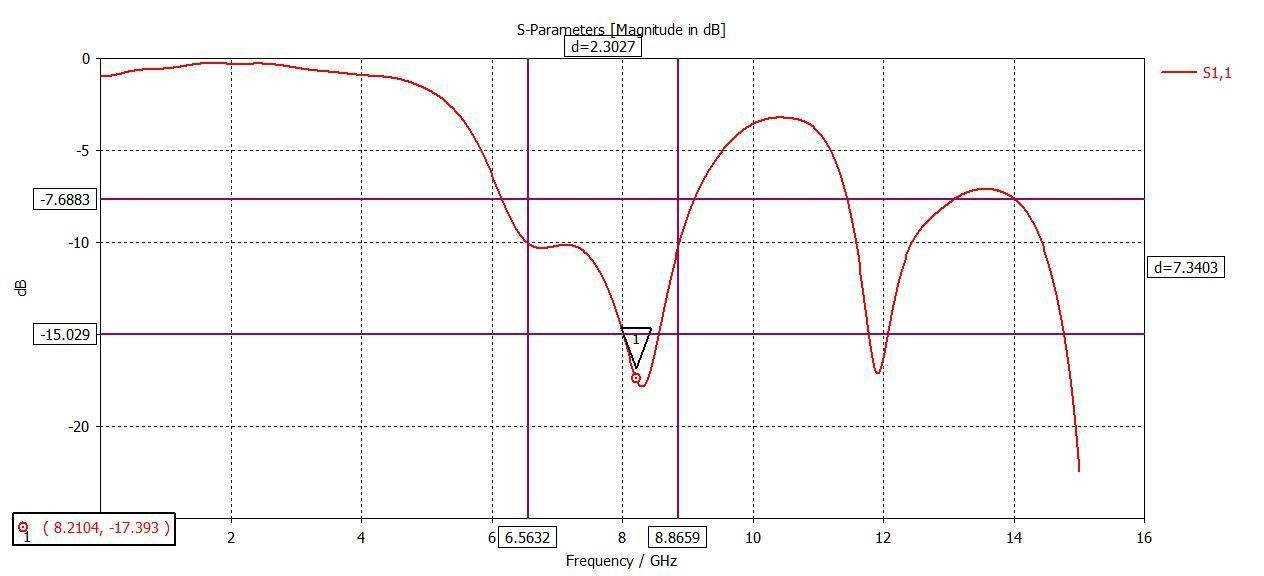 S-Parameters [Magnitude in dB]
d=2.3027
S1,1
0
-5
-7.6883
-10
d=7.3403
dB
-15.029
1
-20
( 8.2104, -17.393 )
1
2
4
6
6.5632
8
8.8659
10
12
14
16
Frequency / GHz